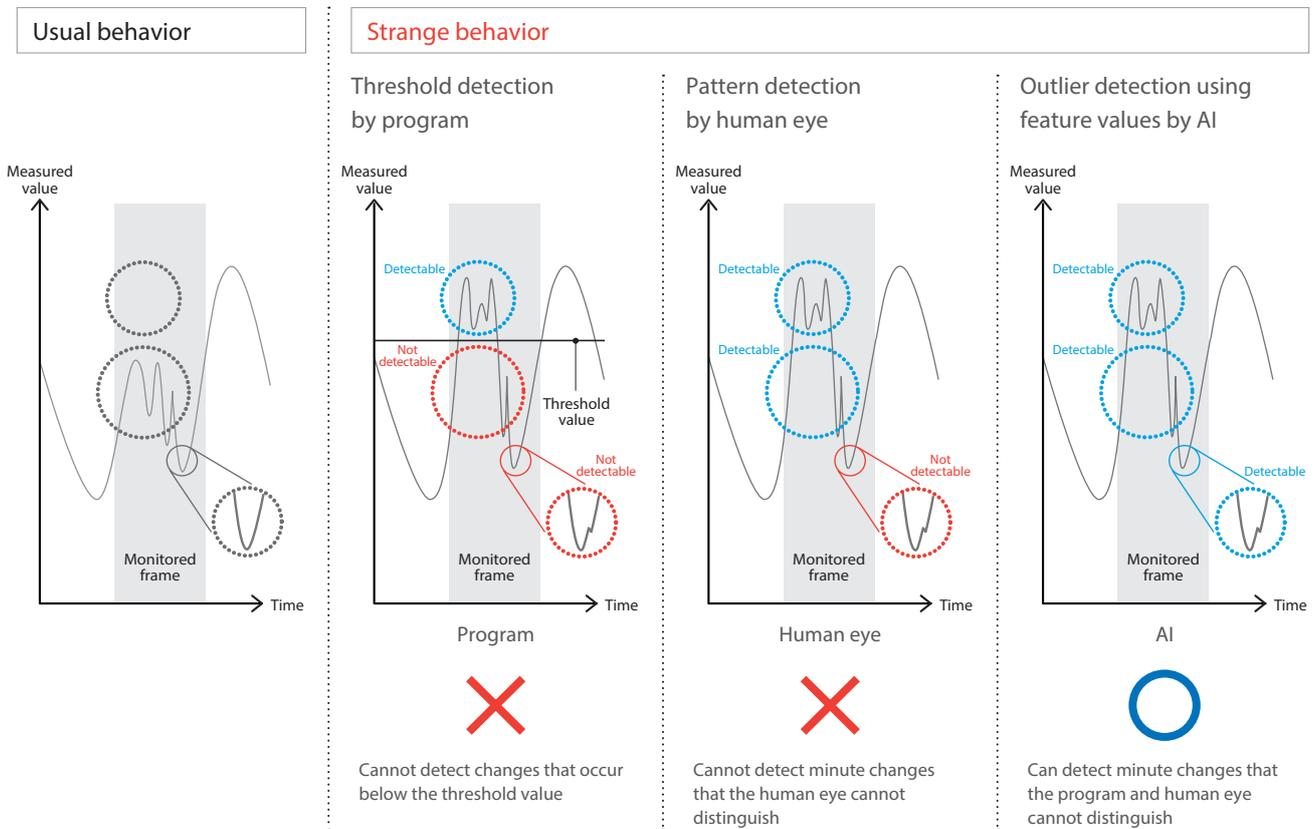 Usual behavior
Strange behavior
Threshold detection
by program
Pattern detection
by human eye
Outlier detection using
feature values by AI
Measured
value
Monitored
frame
Time
Measured
value
Detectable
Not
detectable
Threshold
value
Not
detectable
Monitored
frame
Time
Program
Cannot detect changes that occur
below the threshold value
Measured
value
Detectable
Detectable
Not
detectable
Monitored
frame
Time
Human eye
Cannot detect minute changes
that the human eye cannot
distinguish
Measured
value
Detectable
Detectable
Detectable
Monitored
frame
Time
AI
Can detect minute changes that
the program and human eye
cannot distinguish